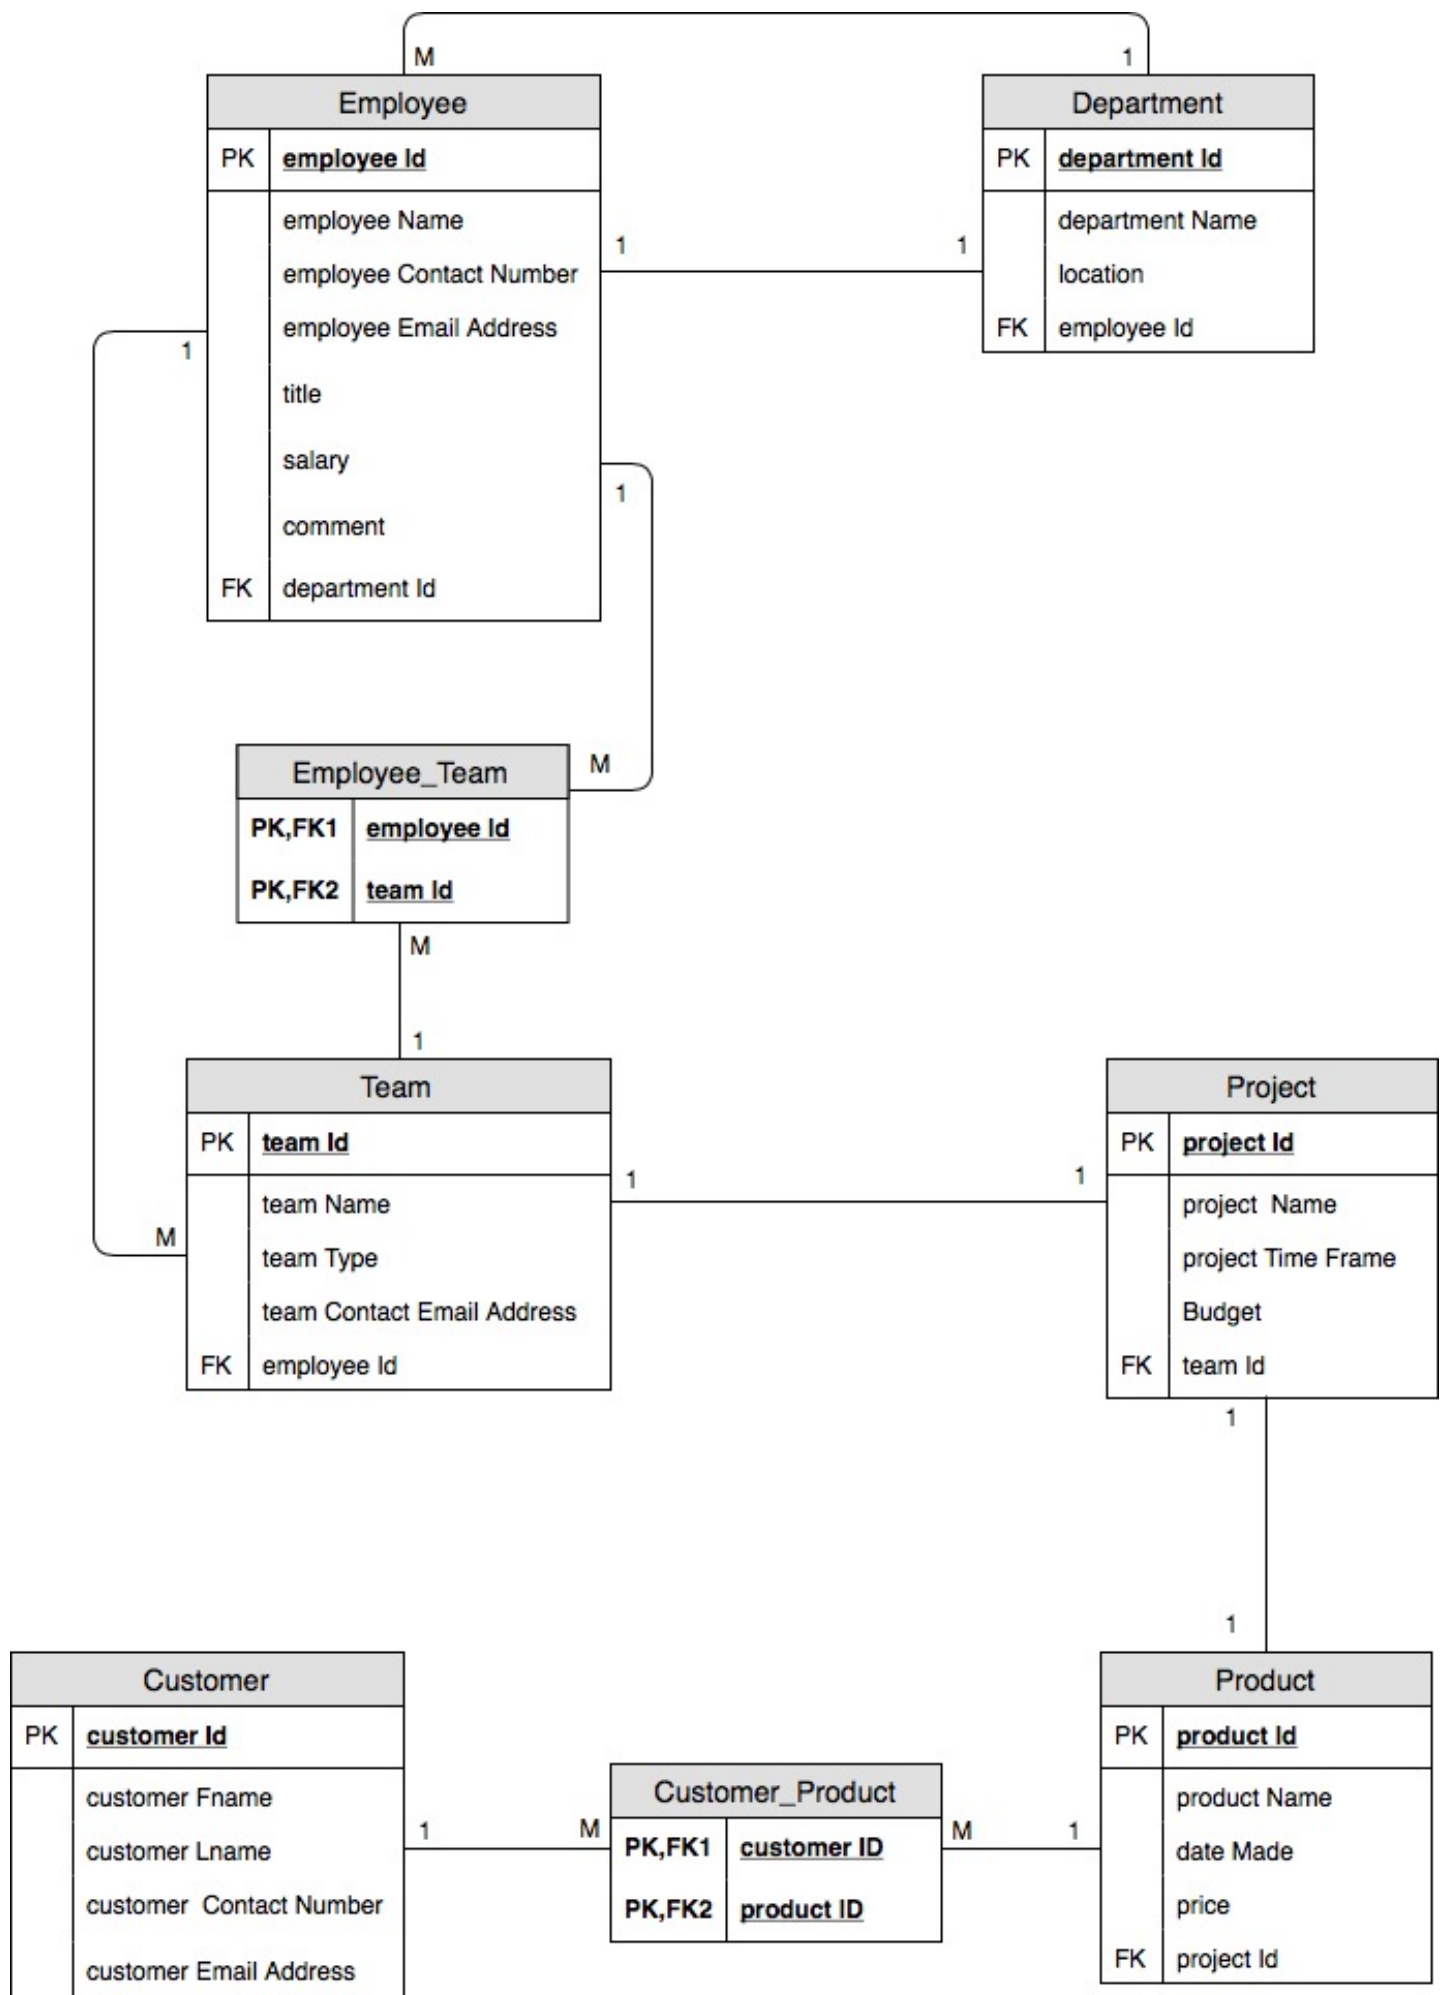 M
1
Employee
Department
PK employee Id
PK department Id
employee Name
department Name
1
1
employee Contact Number
location
employee Email Address
FK employee Id
1
title
salary
1
comment
FK department Id
Employee_Team
M
PK,FK1 employee Id
PK,FK2 team Id
M
1
Team
Project
PK team Id
PK project Id
1
1
team Name
project Name
M
team Type
project Time Frame
team Contact Email Address
Budget
FK employee Id
FK team Id
1
1
Customer
Product
PK customer Id
PK product Id
Customer_Product
customer Fname
product Name
1
M
M
1
customer Lname
PK,FK1 customer ID
date Made
customer Contact Number
PK,FK2 product ID
price
customer Email Address
FK project Id